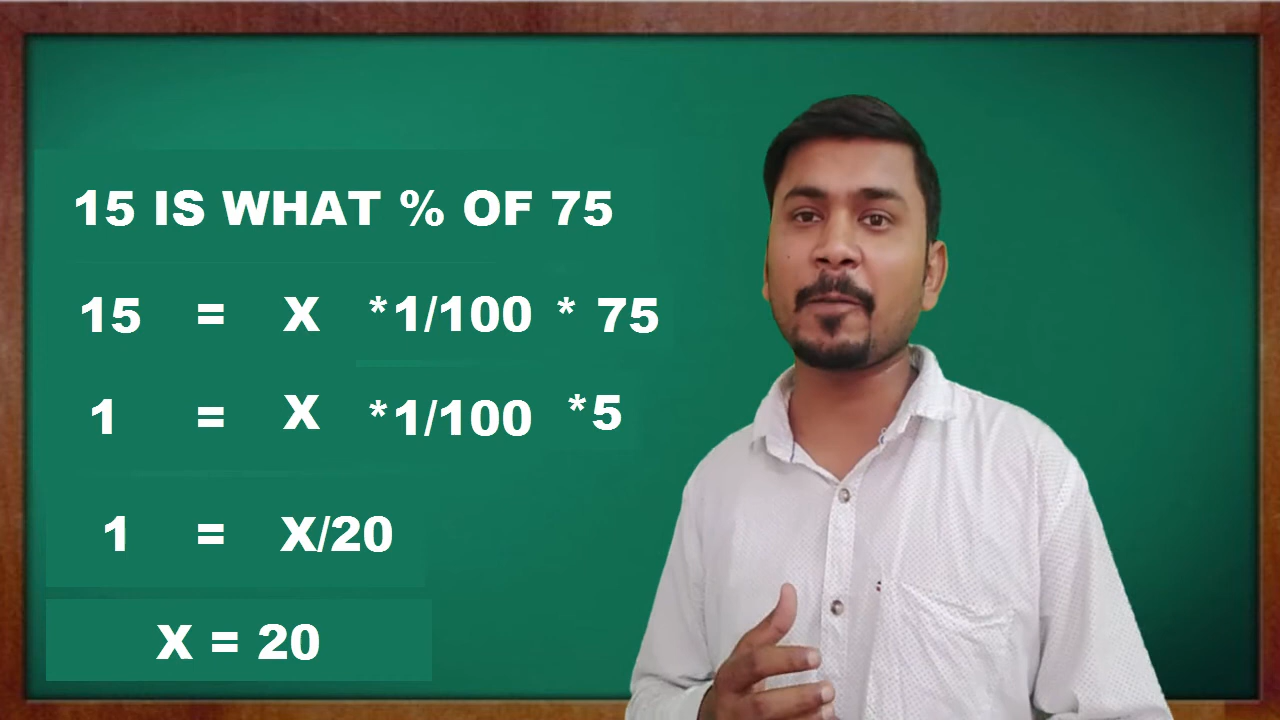 15 IS WHAT % OF 75
15 = X *1/100 * 75
1 = X *1/100 *5
1 = X/20
X = 20